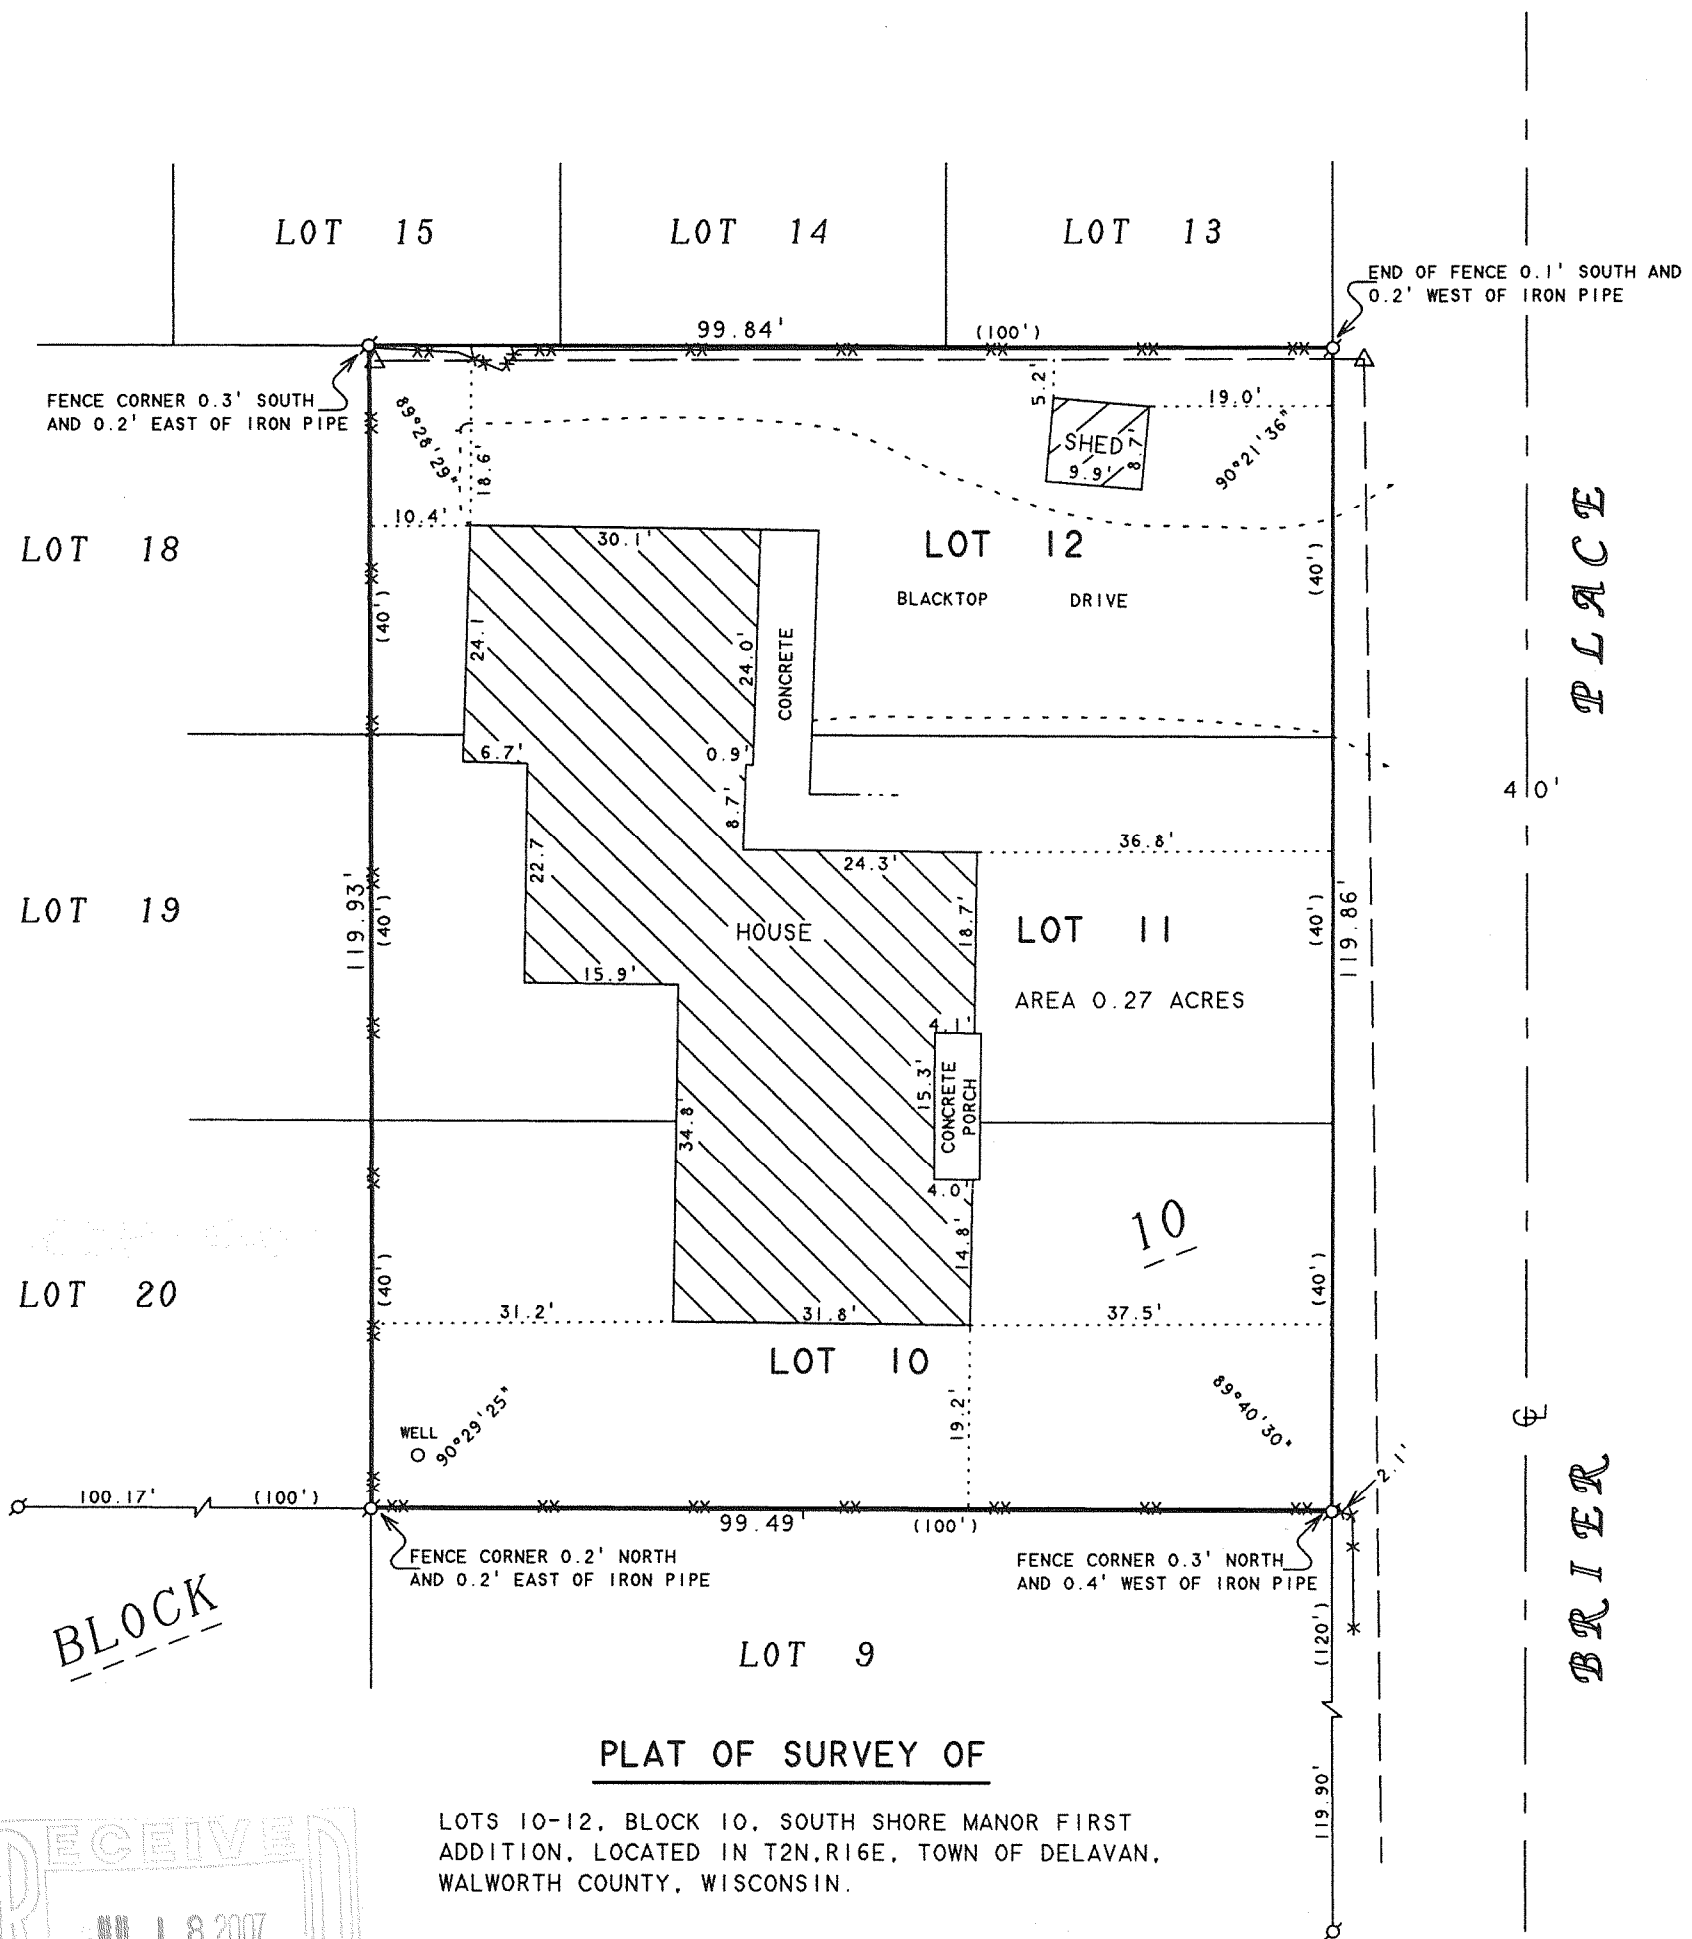 LOT 15
LOT 14
LOT 13
END OF FENCE 0.1' SOUTH AND
0.2' WEST OF IRON PIPE
99.84'
(100')
FENCE CORNER 0.3' SOUTH
AND 0.2' EAST OF IRON PIPE
89°28'29"
18.6'
5.2'
19.0'
SHED
9.9'
8.7'
90°21'36"
10.4'
LOT 18
30.1'
LOT 12
BLACKTOP DRIVE
(40')
(40')
24.1
24.0'
CONCRETE
PLACE
6.7'
0.9'
8.7'
40'
36.8'
22.7
24.3'
LOT 19
119.93'
(40')
HOUSE
18.7'
LOT 11
(40')
119.86'
15.9'
AREA 0.27 ACRES
4.1'
15.3'
CONCRETE
PORCH
34.8'
4.0'
14.8'
10
LOT 20
(40')
(40')
31.2'
31.8'
37.5'
LOT 10
19.2'
WELL
90°29'25"
89°40'30"
℄
2.1'
100.17'
(100')
99.49'
(100')
FENCE CORNER 0.2' NORTH
AND 0.2' EAST OF IRON PIPE
FENCE CORNER 0.3' NORTH
AND 0.4' WEST OF IRON PIPE
BLOCK
(120')
BRIER
LOT 9
119.90'
PLAT OF SURVEY OF
LOTS 10-12, BLOCK 10, SOUTH SHORE MANOR FIRST
ADDITION, LOCATED IN T2N,R16E, TOWN OF DELAVAN,
WALWORTH COUNTY, WISCONSIN.
RECEIVE
18 2007